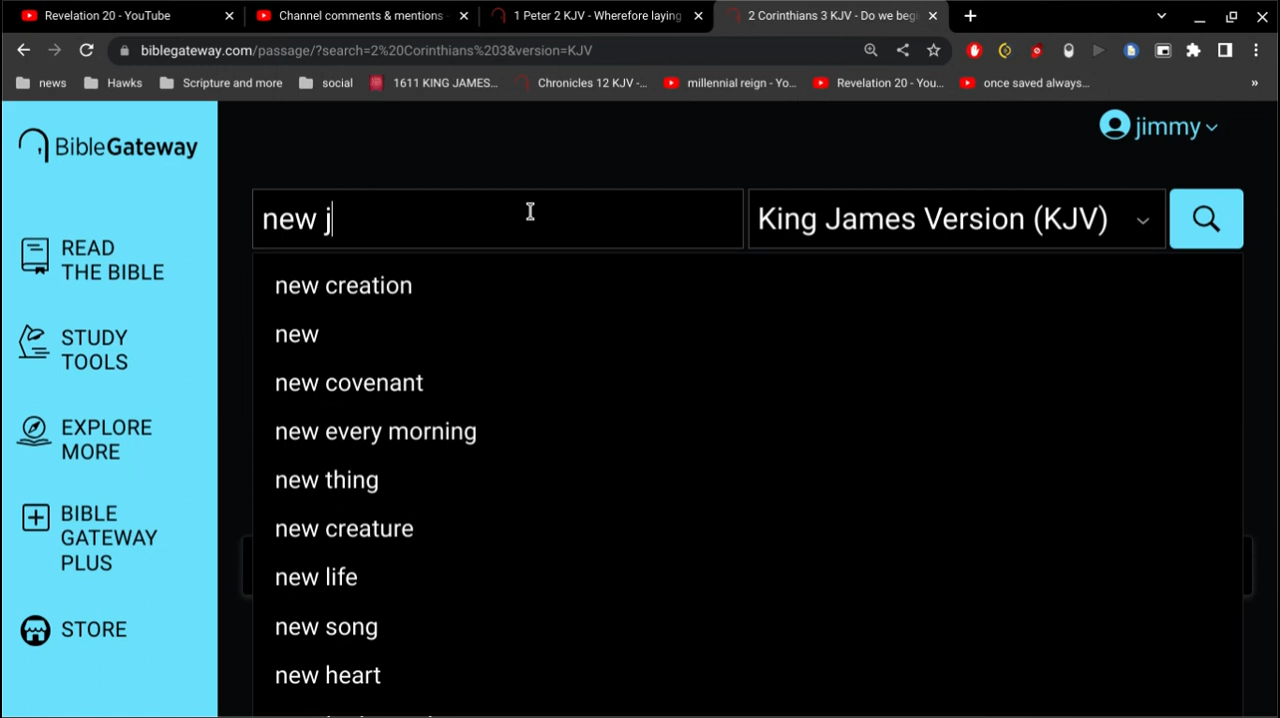 Revelation 20 - YouTube
Channel comments & mentions
1 Peter 2 KJV - Wherefore laying
2 Corinthians 3 KJV - Do we begi
biblegateway.com/passage/?search=2%20Corinthians%203&version=KJV
news Hawks Scripture and more social 1611 KING JAMES... Chronicles 12 KJV -... millennial reign - Yo... Revelation 20 - You... once saved always... »
BibleGateway
jimmy
new j
King James Version (KJV)
READ
THE BIBLE
STUDY
TOOLS
EXPLORE
MORE
BIBLE
GATEWAY
PLUS
STORE
new creation
new
new covenant
new every morning
new thing
new creature
new life
new song
new heart